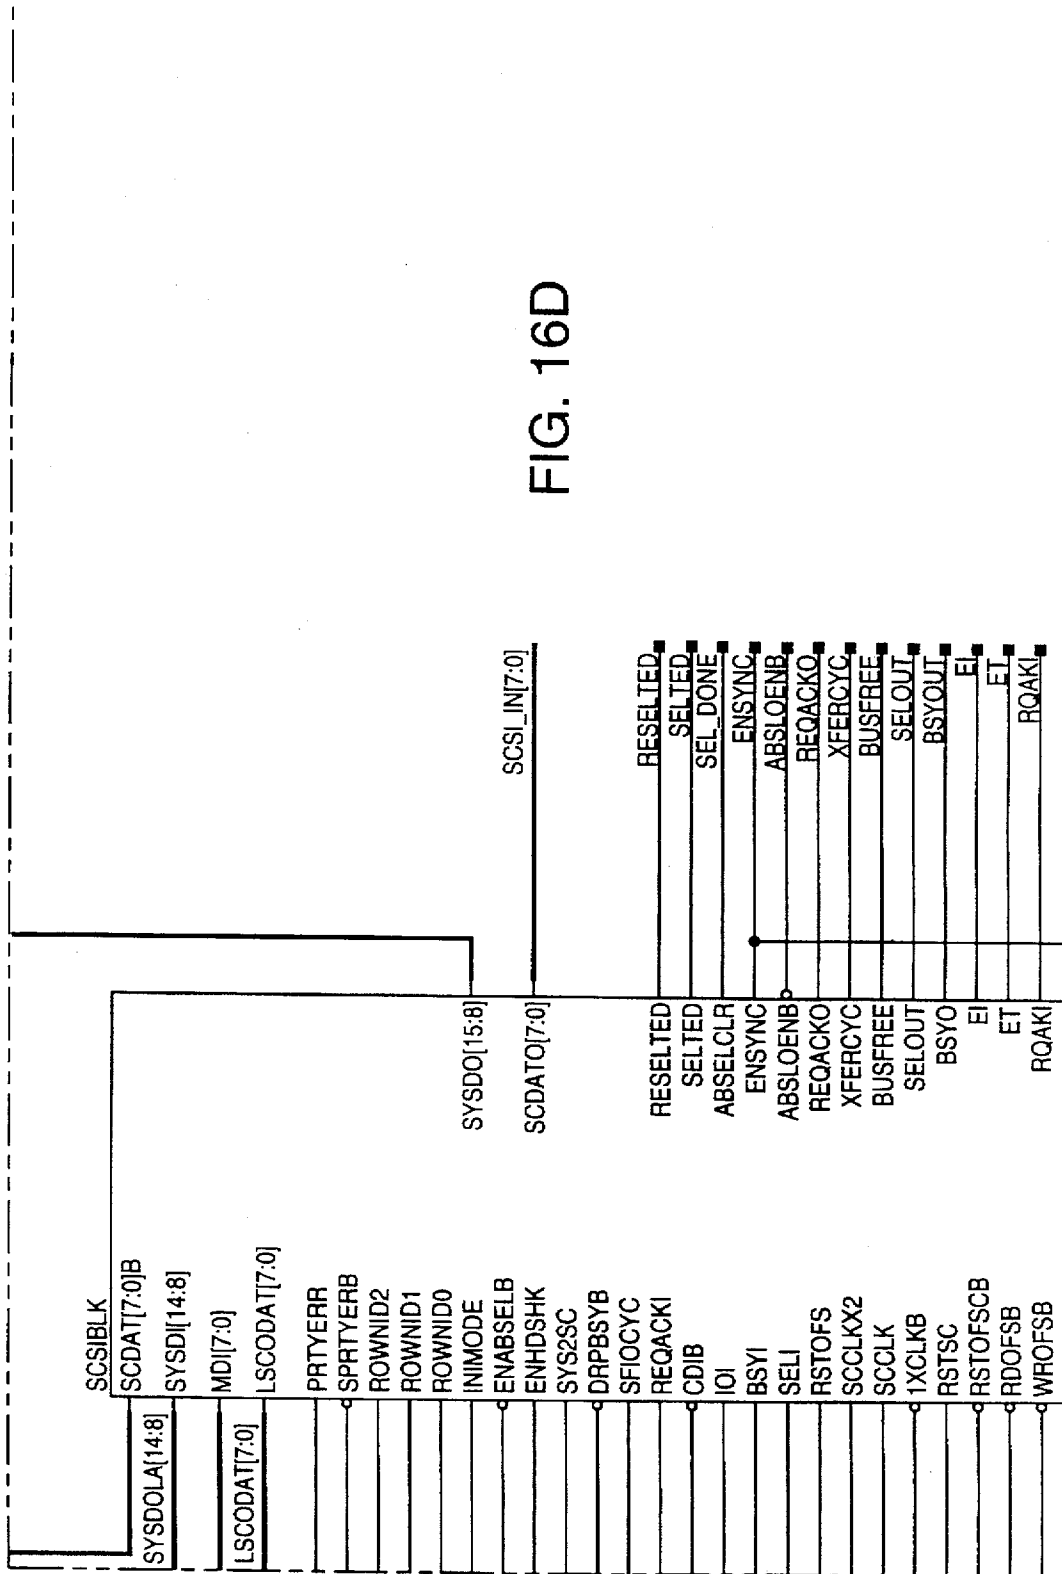 SCSIBLK
SCDAT[7:0]B
SYSDOLA[14:8]
SYSDI[14:8]
MDI[7:0]
LSCODAT[7:0]
LSCODAT[7:0]
PRTYERR
SPRTYERB
ROWNID2
ROWNID1
ROWNID0
INIMODE
ENABSELB
ENHDSHK
SYS2SC
DRPBSYB
SFIOCYC
REQACKI
CDIB
IOI
BSYI
SELI
RSTOFS
SCCLKX2
SCCLK
1XCLKB
RSTSC
RSTOFSCB
RDOFSB
WROFSB
SYSDO[15:8]
SCDATO[7:0]
SCSI_IN[7:0]
RESELTED
RESELTED
SELTED
SELTED
ABSELCLR
SEL_DONE
ENSYNC
ENSYNC
ABSLOENB
ABSLOENB
REQACKO
REQACKO
XFERCYC
XFERCYC
BUSFREE
BUSFREE
SELOUT
SELOUT
BSYO
BSYOUT
EI
EI
ET
ET
RQAKI
RQAKI
FIG. 16D